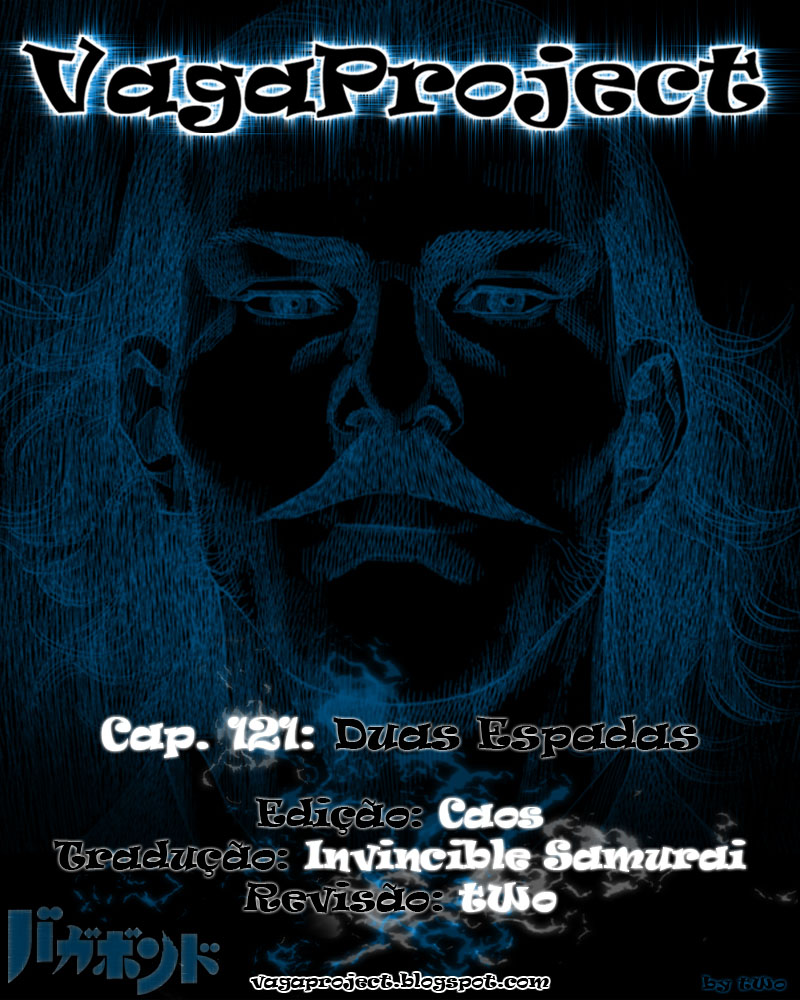 VagaProject
Cap. 121: Duas Espadas
Edição: Caos
Tradução: Invincible Samurai
Revisão: tWo
バガボンド
vagaproject.blogspot.com
by tWo